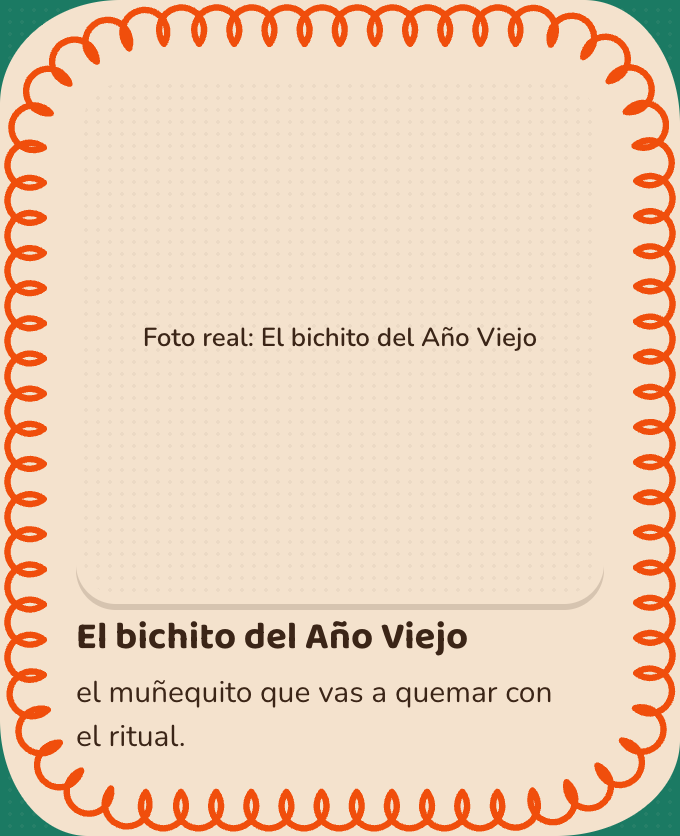 Foto real: El bichito del Año Viejo
El bichito del Año Viejo
el muñequito que vas a quemar con
el ritual.